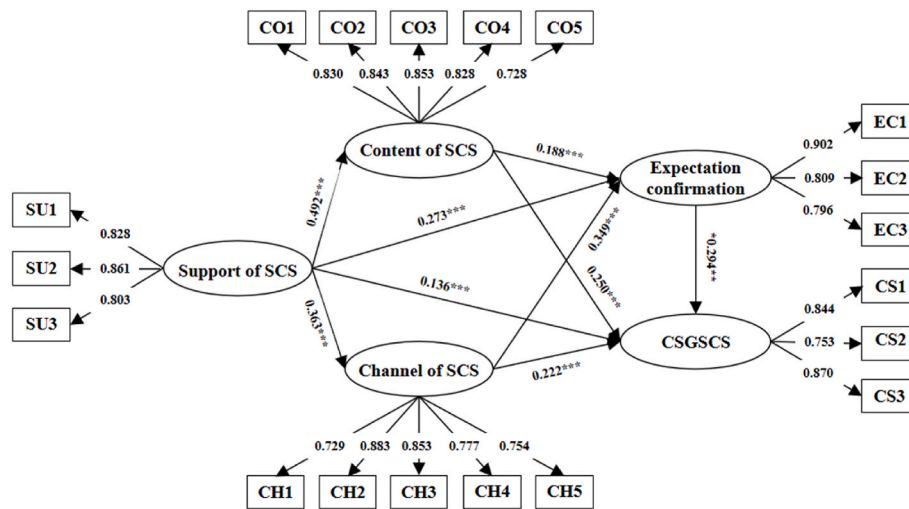 CO1 CO2 CO3 CO4 CO5
0.830 0.843 0.853 0.828 0.728
Content of SCS
0.188***
Expectation
confirmation
0.902
0.809
0.796
EC1
EC2
EC3
SU1
SU2
SU3
0.828
0.861
0.803
Support of SCS
0.492***
0.273***
0.349***
*0.294**
0.136***
0.250***
0.363***
Channel of SCS
0.222***
CSGSCS
0.844
0.753
0.870
CS1
CS2
CS3
0.729 0.883 0.853 0.777 0.754
CH1 CH2 CH3 CH4 CH5